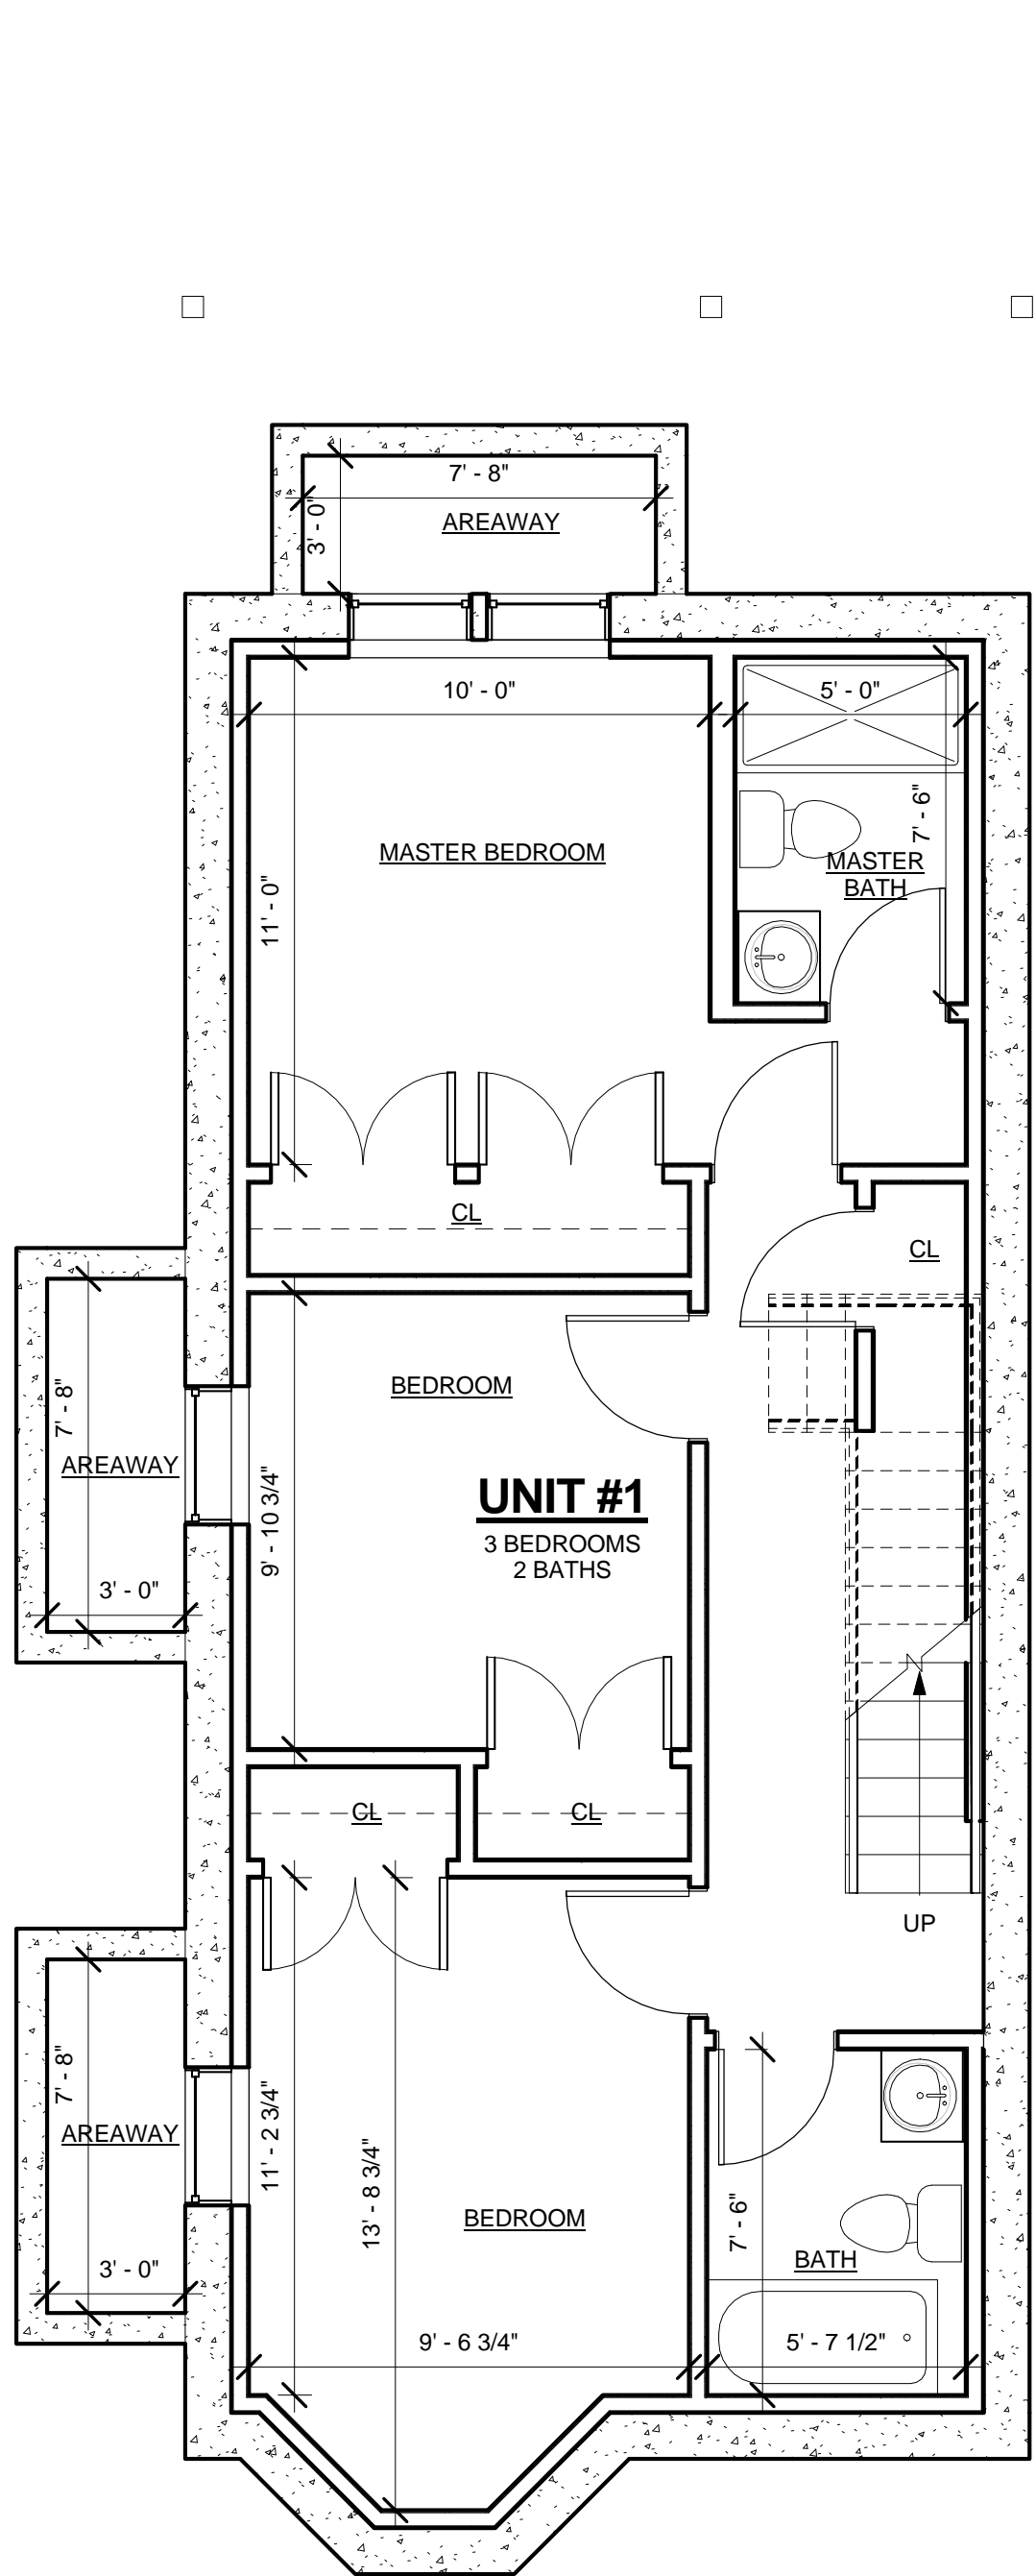 7' - 8"
3' - 0"
AREAWAY
10' - 0"
5' - 0"
7' - 6"
MASTER BEDROOM
MASTER
BATH
11' - 0"
CL
CL
BEDROOM
7' - 8"
AREAWAY
9' - 10 3/4"
UNIT #1
3 BEDROOMS
2 BATHS
3' - 0"
CL
CL
UP
7' - 8"
AREAWAY
11' - 2 3/4"
13' - 8 3/4"
BEDROOM
7' - 6"
BATH
3' - 0"
9' - 6 3/4"
5' - 7 1/2"